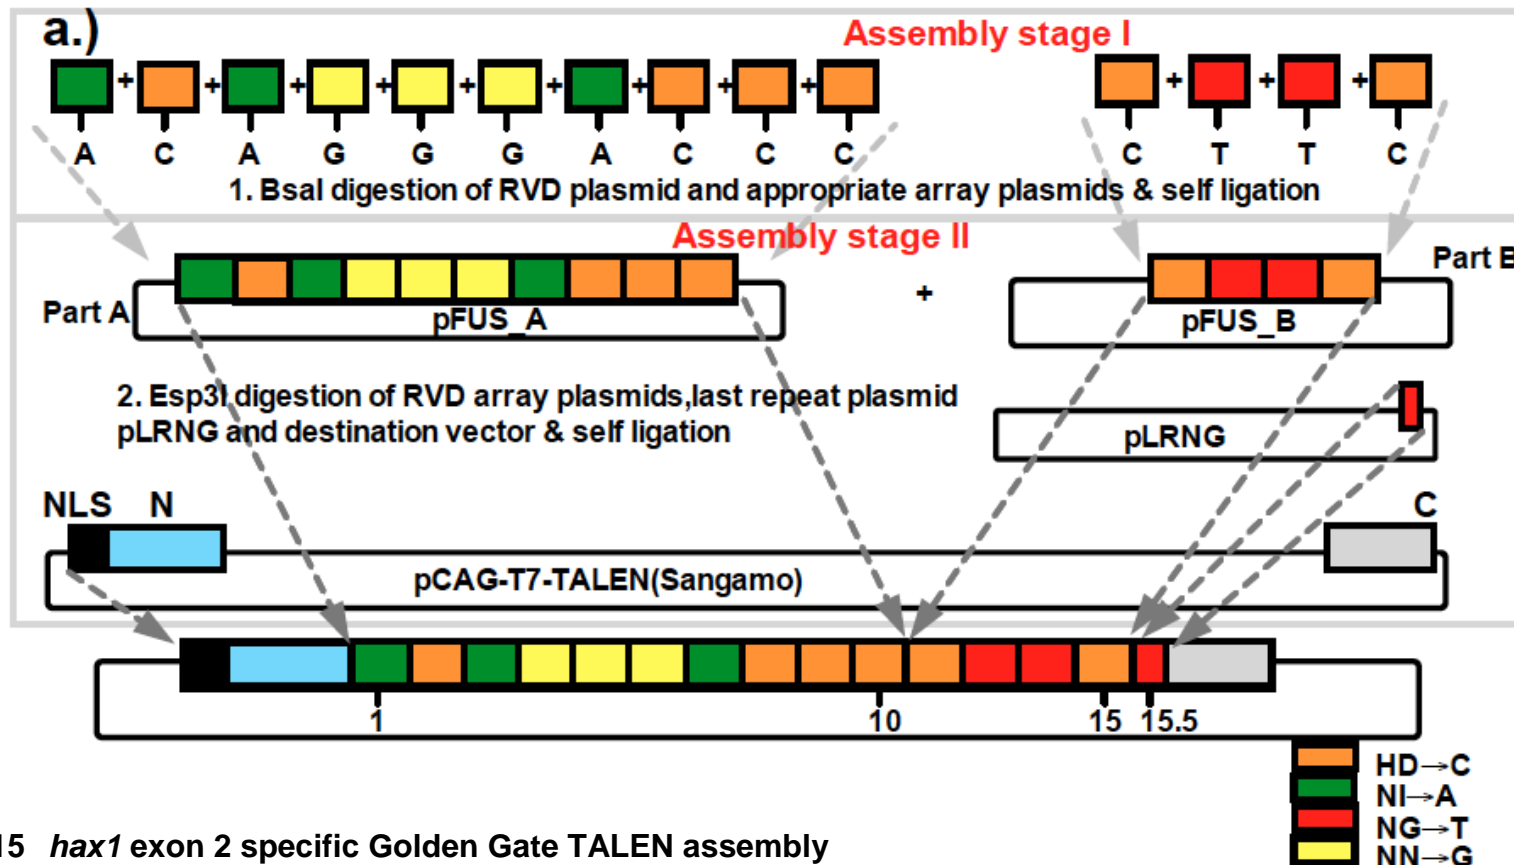 a.)
Assembly stage I
+ + + + + + + + +
+ + +
A C A G G G A C C C
C T T C
1. BsaI digestion of RVD plasmid and appropriate array plasmids & self ligation
Assembly stage II
Part A
pFUS_A
+
pFUS_B
Part B
2. Esp3I digestion of RVD array plasmids,last repeat plasmid
pLRNG and destination vector & self ligation
pLRNG
NLS N
C
pCAG-T7-TALEN(Sangamo)
1 10 15 15.5
HD→C
NI→A
NG→T
NN→G
15 hax1 exon 2 specific Golden Gate TALEN assembly